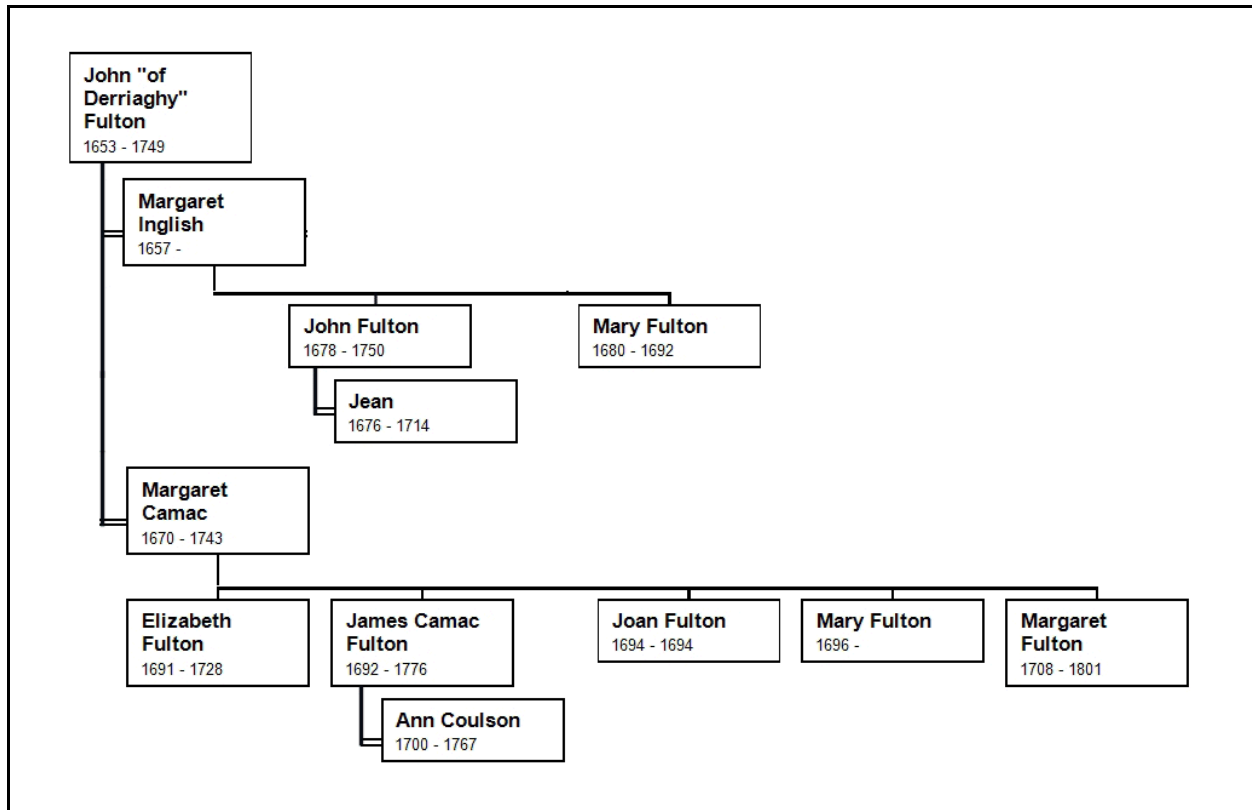 John "of
Derriaghy"
Fulton
1653 - 1749
Margaret
Inglish
1657 -
John Fulton
1678 - 1750
Mary Fulton
1680 - 1692
Jean
1676 - 1714
Margaret
Camac
1670 - 1743
Elizabeth
Fulton
1691 - 1728
James Camac
Fulton
1692 - 1776
Joan Fulton
1694 - 1694
Mary Fulton
1696 -
Margaret
Fulton
1708 - 1801
Ann Coulson
1700 - 1767